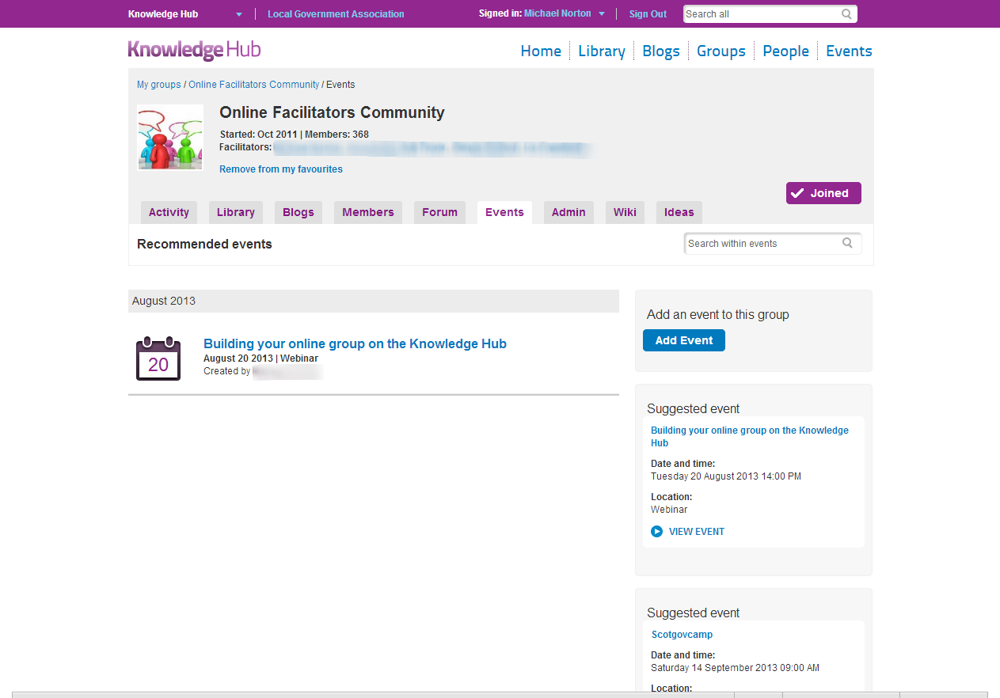 Knowledge Hub
Local Government Association
Signed in: Michael Norton
Sign Out
Search all
Knowledge Hub
Home
Library
Blogs
Groups
People
Events
My groups / Online Facilitators Community / Events
Online Facilitators Community
Started: Oct 2011 | Members: 368
Facilitators:
Remove from my favourites
Joined
Activity
Library
Blogs
Members
Forum
Events
Admin
Wiki
Ideas
Recommended events
Search within events
August 2013
20
Building your online group on the Knowledge Hub
August 20 2013 | Webinar
Created by
Add an event to this group
Add Event
Suggested event
Building your online group on the Knowledge
Hub
Date and time:
Tuesday 20 August 2013 14:00 PM
Location:
Webinar
VIEW EVENT
Suggested event
Scotgovcamp
Date and time:
Saturday 14 September 2013 09:00 AM
Location: